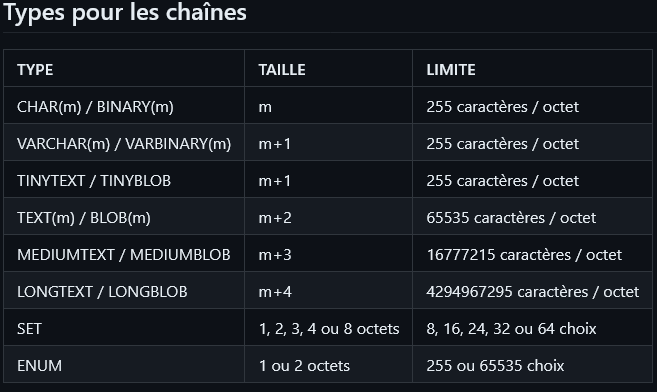 Types pour les chaînes
TYPE TAILLE LIMITE
CHAR(m) / BINARY(m) m 255 caractères / octet
VARCHAR(m) / VARBINARY(m) m+1 255 caractères / octet
TINYTEXT / TINYBLOB m+1 255 caractères / octet
TEXT(m) / BLOB(m) m+2 65535 caractères / octet
MEDIUMTEXT / MEDIUMBLOB m+3 16777215 caractères / octet
LONGTEXT / LONGBLOB m+4 4294967295 caractères / octet
SET 1, 2, 3, 4 ou 8 octets 8, 16, 24, 32 ou 64 choix
ENUM 1 ou 2 octets 255 ou 65535 choix